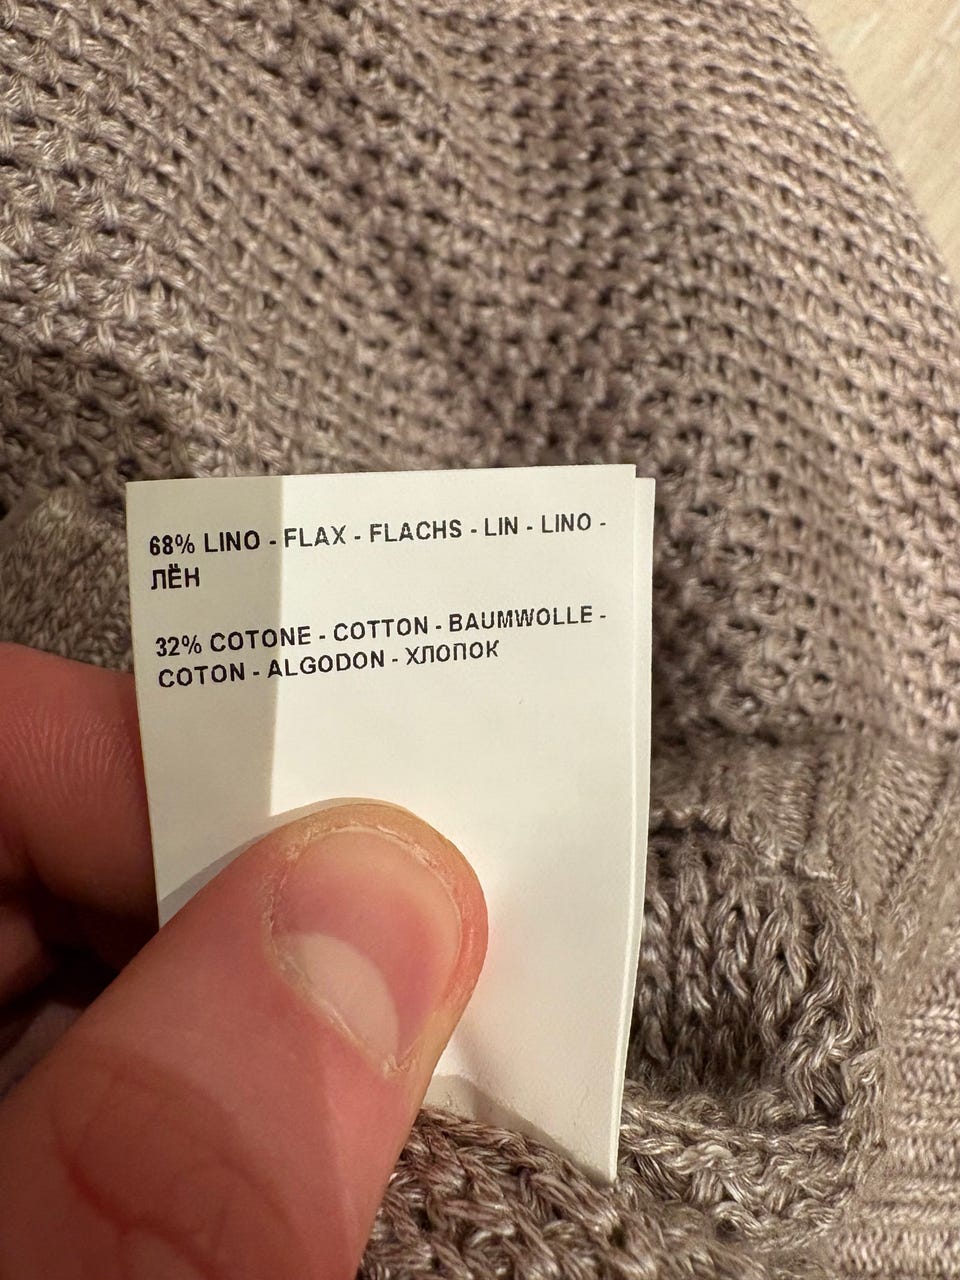 68% LINO - FLAX - FLACHS - LIN - LINO -
ЛЁН
32% COTONE - COTTON - BAUMWOLLE -
COTON - ALGODON - ХЛОПОК